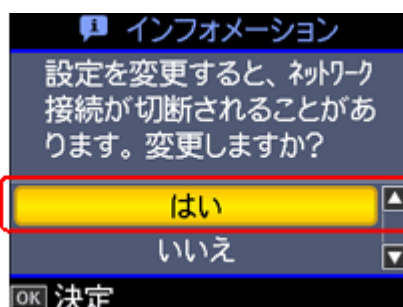 インフォメーション
設定を変更すると、ネットワーク
接続が切断されることがあ
ります。変更しますか?
はい
いいえ
OK 決定